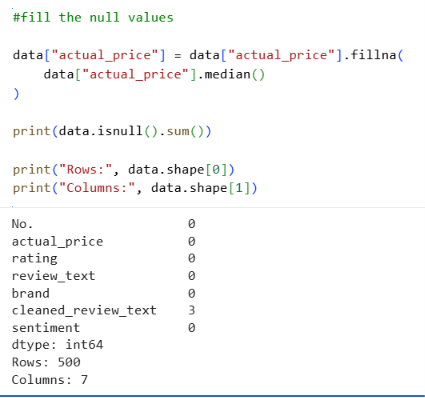 #fill the null values
data["actual_price"] = data["actual_price"].fillna(
    data["actual_price"].median()
)
print(data.isnull().sum())
print("Rows:", data.shape[0])
print("Columns:", data.shape[1])
No.                    0
actual_price           0
rating                 0
review_text            0
brand                  0
cleaned_review_text    3
sentiment              0
dtype: int64
Rows: 500
Columns: 7